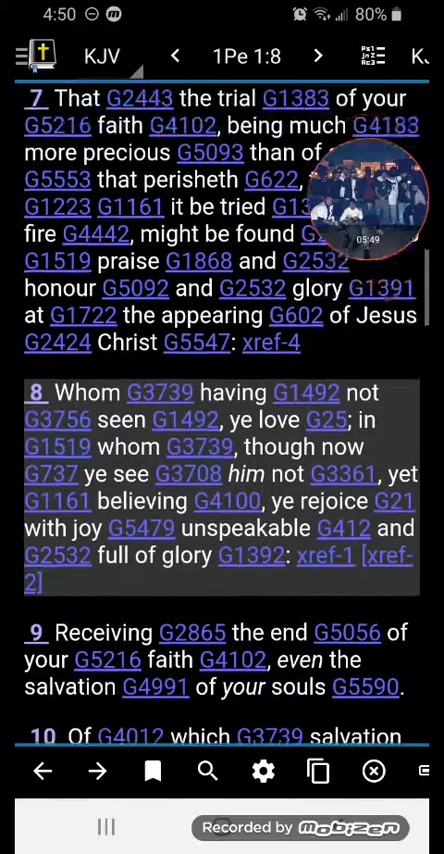 4:50 80%
KJV 1Pe 1:8 K
7 That G2443 the trial G1383 of your
G5216 faith G4102, being much G4183
more precious G5093 than of
G5553 that perisheth G622,
G1223 G1161 it be tried
fire G4442, might be found
05:49
G1519 praise G1868 and G2532
honour G5092 and G2532 glory G1391
at G1722 the appearing G602 of Jesus
G2424 Christ G5547: xref-4
8 Whom G3739 having G1492 not
G3756 seen G1492, ye love G25; in
G1519 whom G3739, though now
G737 ye see G3708 him not G3361, yet
G1161 believing G4100, ye rejoice G21
with joy G5479 unspeakable G412 and
G2532 full of glory G1392: xref-1 [xref-
2]
9 Receiving G2865 the end G5056 of
your G5216 faith G4102, even the
salvation G4991 of your souls G5590.
10 Of G4012 which G3739 salvation
Recorded by Mobizen